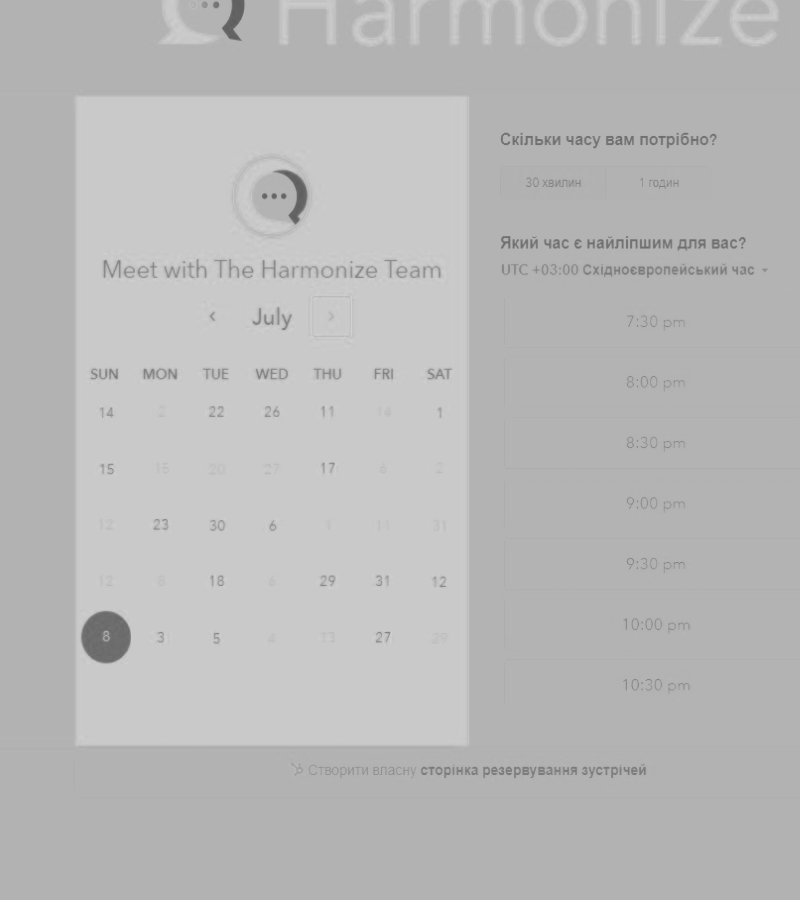 Harmonize
Meet with The Harmonize Team
July
SUN MON TUE WED THU FRI SAT
14 2 22 26 11 14 1
15 15 20 27 17 6 2
12 23 30 6 1 11 31
12 8 18 6 29 31 12
8 3 5 4 13 27 29
Скільки часу вам потрібно?
30 хвилин 1 годин
Який час є найліпшим для вас?
UTC +03:00 Східноєвропейський час
7:30 pm
8:00 pm
8:30 pm
9:00 pm
9:30 pm
10:00 pm
10:30 pm
Створити власну сторінка резервування зустрічей